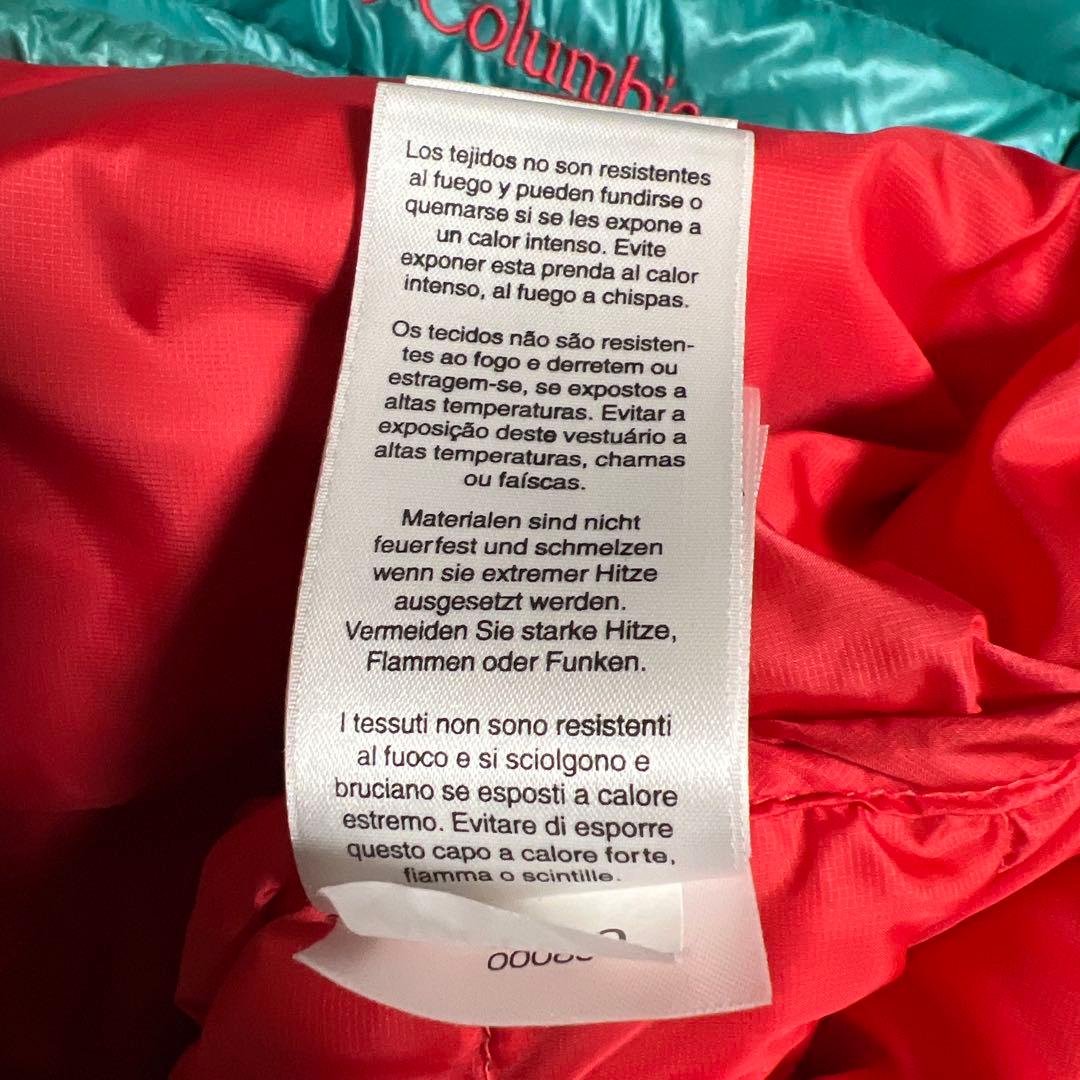 Columbia
Los tejidos no son resistentes
al fuego y pueden fundirse o
quemarse si se les expone a
un calor intenso. Evite
exponer esta prenda al calor
intenso, al fuego a chispas.
Os tecidos não são resisten-
tes ao fogo e derretem ou
estragem-se, se expostos a
altas temperaturas. Evitar a
exposição deste vestuário a
altas temperaturas, chamas
ou faíscas.
Materialen sind nicht
feuerfest und schmelzen
wenn sie extremer Hitze
ausgesetzt werden.
Vermeiden Sie starke Hitze,
Flammen oder Funken.
I tessuti non sono resistenti
al fuoco e si sciolgono e
bruciano se esposti a calore
estremo. Evitare di esporre
questo capo a calore forte,
fiamma o scintille.